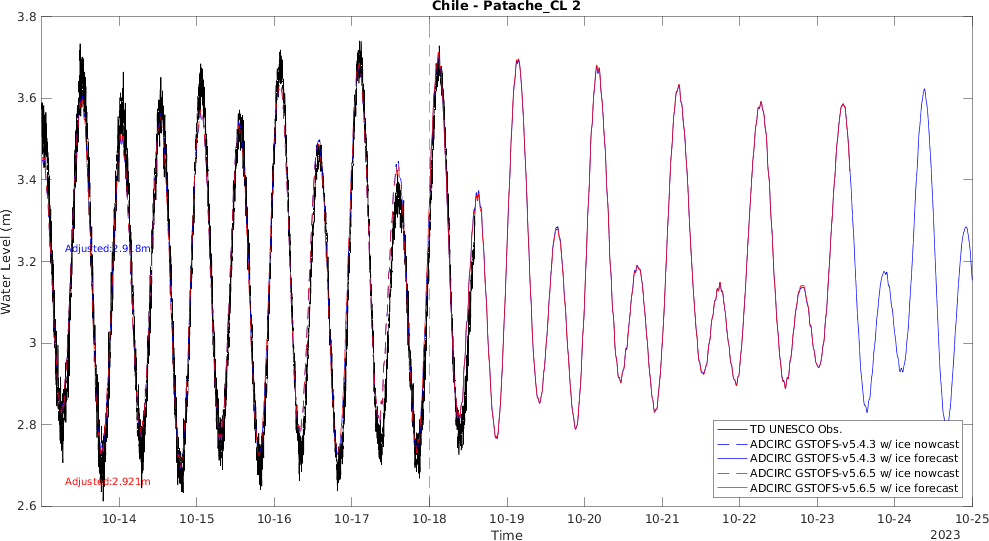 Chile - Patache_CL 2
Water Level (m)
3.8
3.6
3.4
3.2
3
2.8
2.6
Adjusted:2.918m
Adjusted:2.921m
TD UNESCO Obs.
ADCIRC GSTOFS-v5.4.3 w/ ice nowcast
ADCIRC GSTOFS-v5.4.3 w/ ice forecast
ADCIRC GSTOFS-v5.6.5 w/ ice nowcast
ADCIRC GSTOFS-v5.6.5 w/ ice forecast
10-14 10-15 10-16 10-17 10-18 10-19 10-20 10-21 10-22 10-23 10-24 10-25
Time
2023